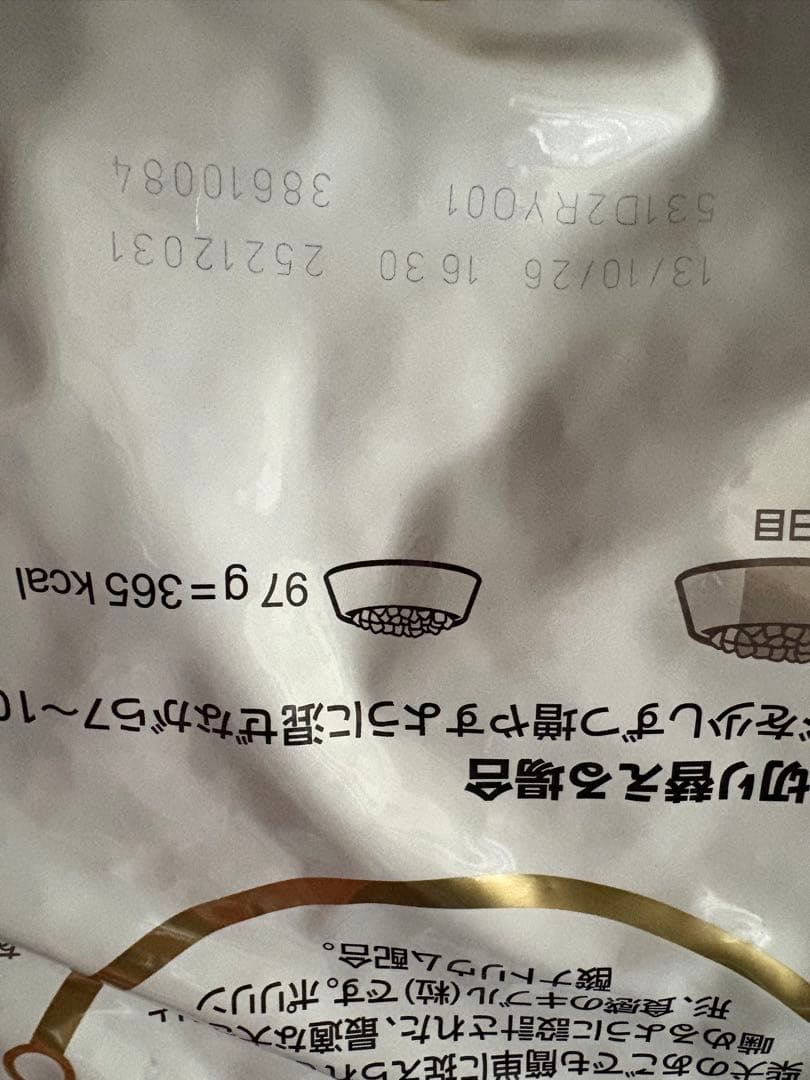 柴犬のあごでも簡単に捉えられ
噛めるように設計された、最適な大
形、食感のキブル(粒)です。ポリリン
酸ナトリウム配合。
切り替える場合
を少しずつ増やすように混ぜながら7〜10
97 g=365 kcal
日目
13/10/26 16 30 25212031
531D2RY001 38610084